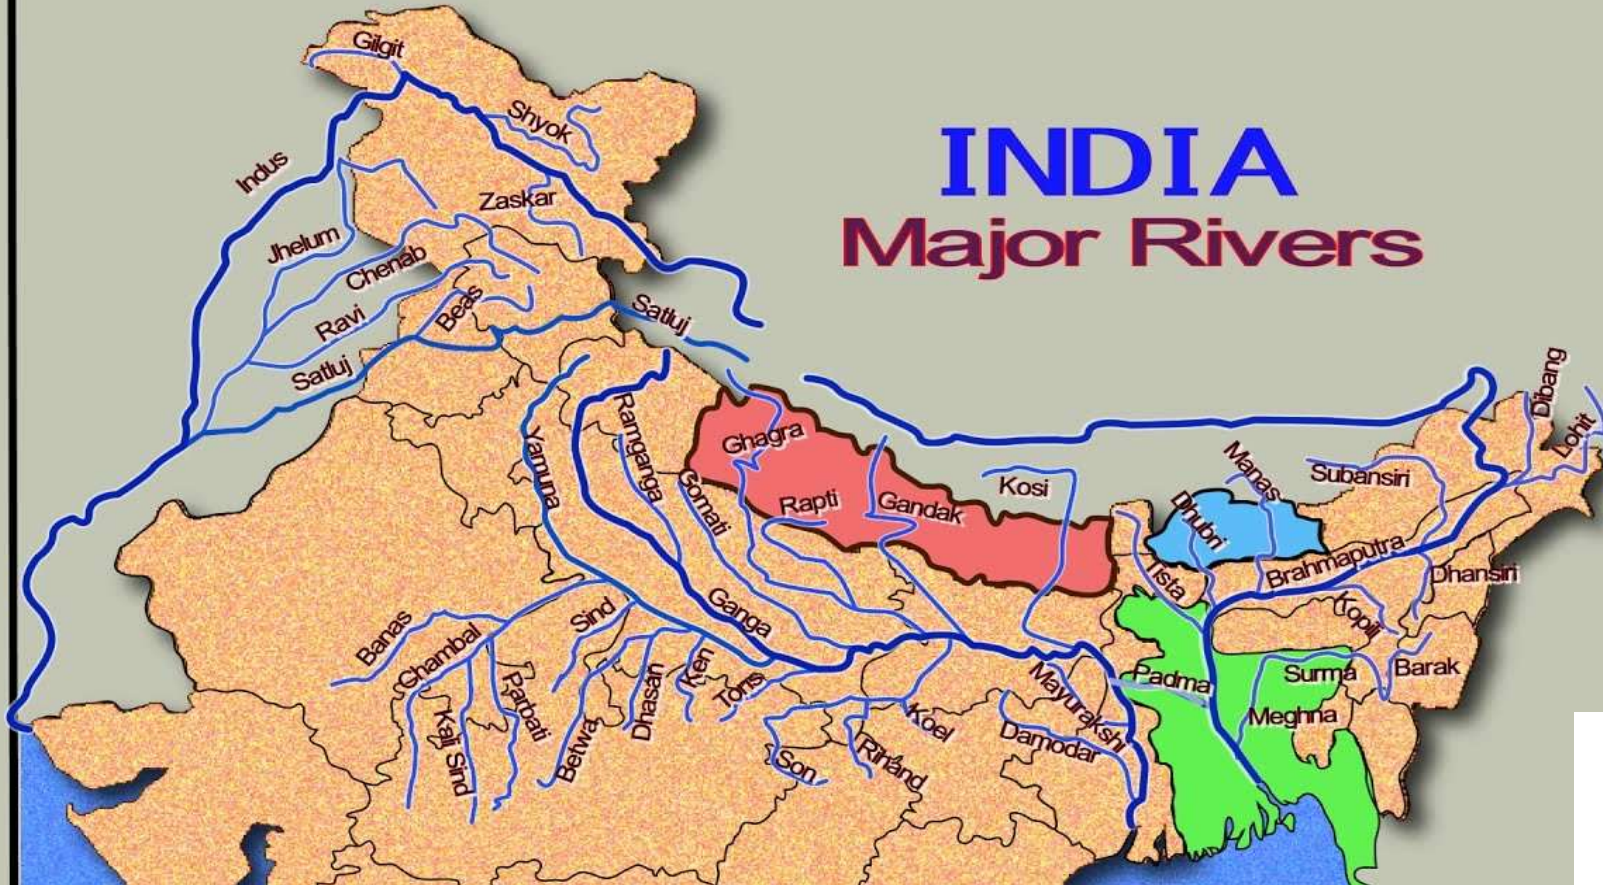 Gilgit
INDIA
Major Rivers
Shyok
Indus
Zaskar
Jhelum
Chenab
Ravi
Beas
Satluj
Satluj
Dibang
Lohit
Ramganga
Ghagra
Yamuna
Gomati
Rapti
Gandak
Kosi
Manas
Subansiri
Dhubri
Tista
Brahmaputra
Dhansiri
Kopili
Banas
Chambal
Sind
Ganga
Ken
Tons
Dhasan
Parbati
Kali Sind
Betwa
Son
Rihand
Koel
Mayurakshi
Damodar
Padma
Surma
Barak
Meghna